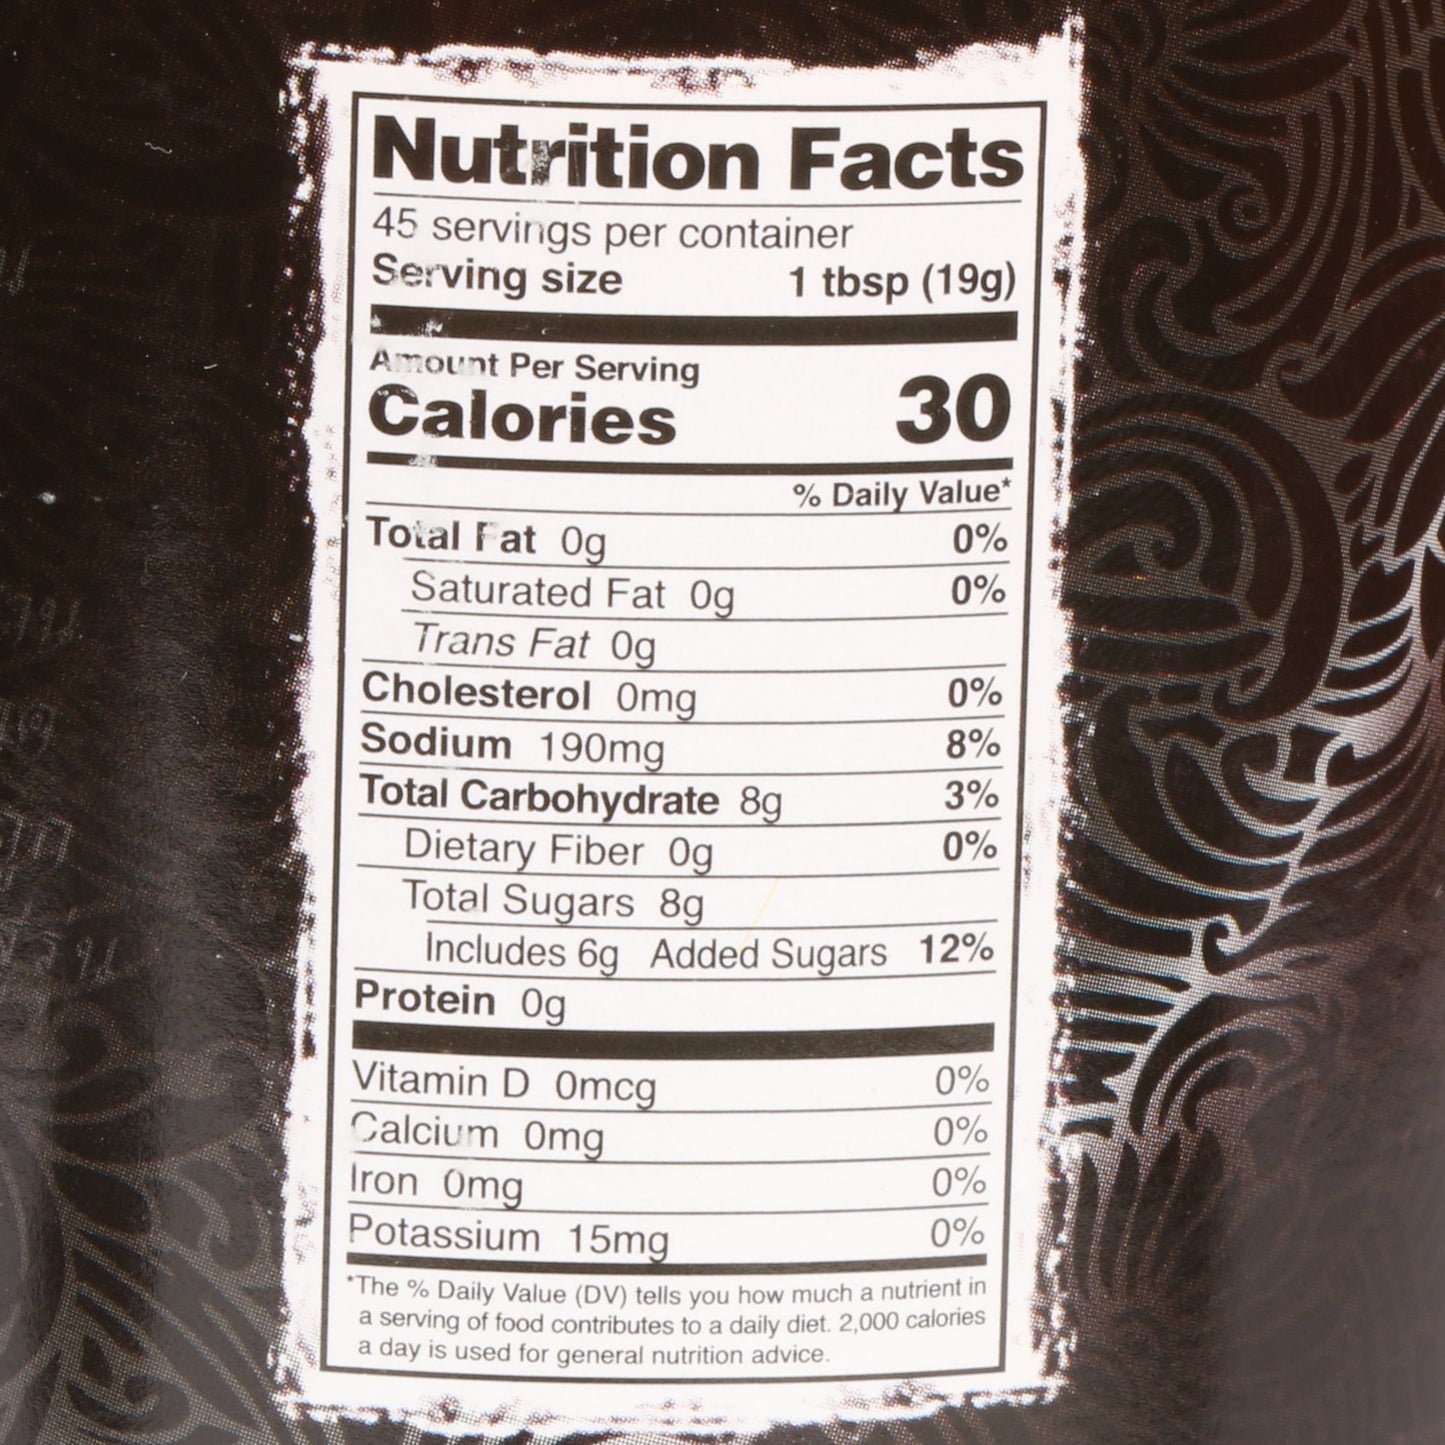 Nutrition Facts
45 servings per container
Serving size 1 tbsp (19g)
Amount Per Serving
Calories 30
% Daily Value*
Total Fat 0g 0%
Saturated Fat 0g 0%
Trans Fat 0g
Cholesterol 0mg 0%
Sodium 190mg 8%
Total Carbohydrate 8g 3%
Dietary Fiber 0g 0%
Total Sugars 8g
Includes 6g Added Sugars 12%
Protein 0g
Vitamin D 0mcg 0%
Calcium 0mg 0%
Iron 0mg 0%
Potassium 15mg 0%
*The % Daily Value (DV) tells you how much a nutrient in
a serving of food contributes to a daily diet. 2,000 calories
a day is used for general nutrition advice.